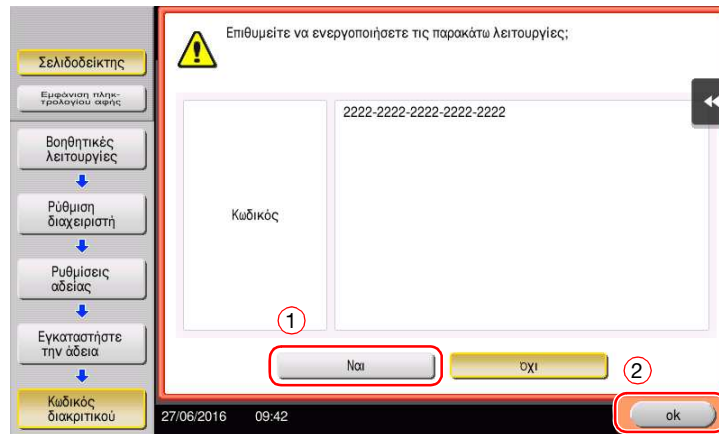 Επιθυμείτε να ενεργοποιήσετε τις παρακάτω λειτουργίες;
Σελιδοδείκτης
Εμφάνιση πληκ-
τρολογίου αφής
Βοηθητικές
λειτουργίες
Ρύθμιση
διαχειριστή
Ρυθμίσεις
αδείας
Εγκαταστήστε
την άδεια
Κωδικός
διακριτικού
Κωδικός
2222-2222-2222-2222-2222
1
Ναι
Όχι
2
27/06/2016 09:42
ok